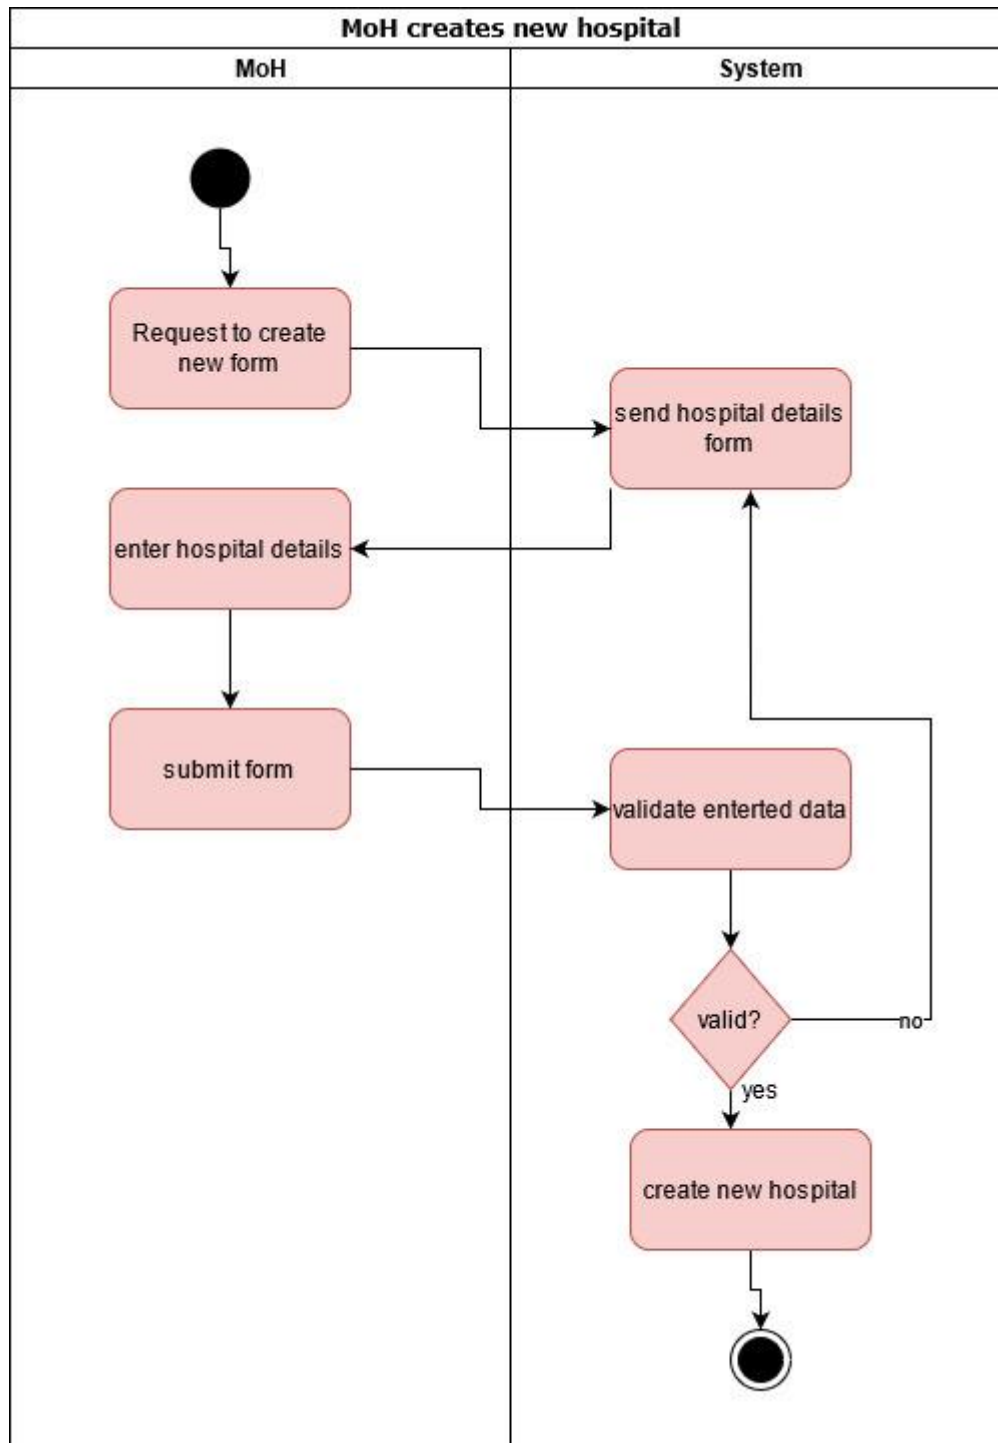 MoH creates new hospital
MoH
System
Request to create
new form
send hospital details
form
enter hospital details
submit form
validate enterted data
valid?
no
yes
create new hospital